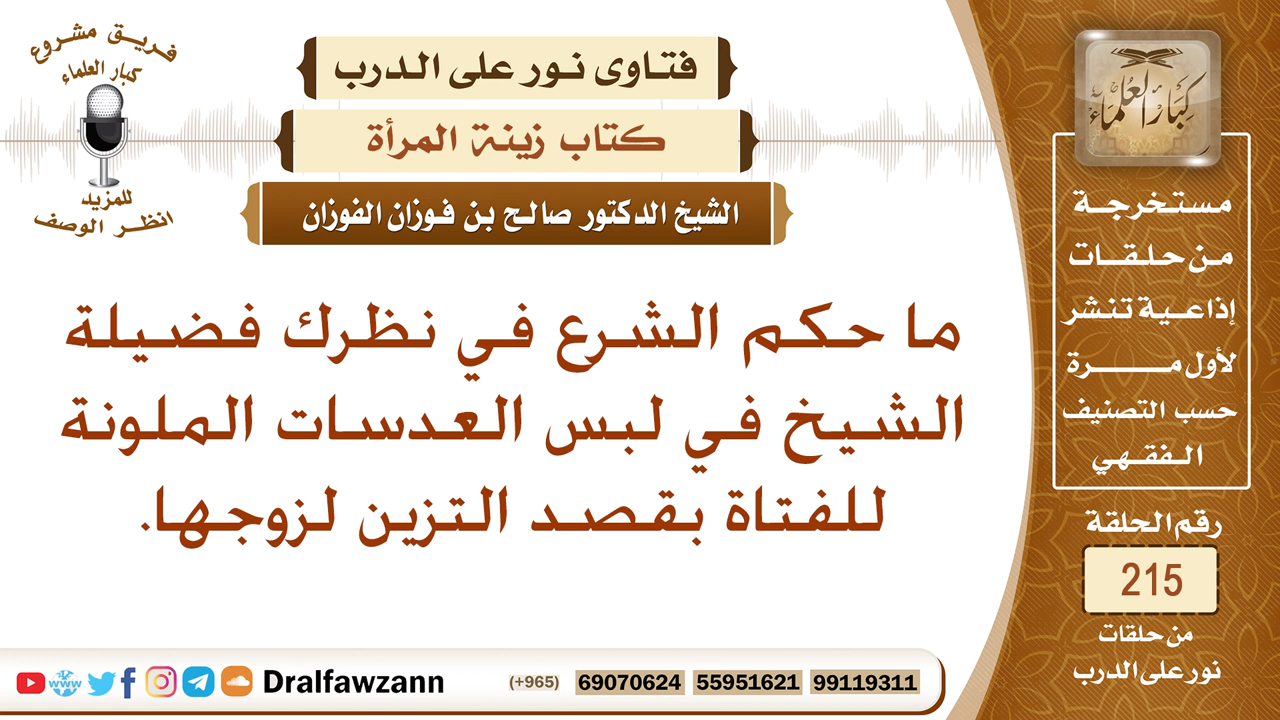 فريق مشروع
كبار العلماء
للمزيد
انظر الوصف
فتاوى نور على الدرب
كتاب زينة المرأة
الشيخ الدكتور صالح بن فوزان الفوزان
ما حكم الشرع في نظرك فضيلة
الشيخ في لبس العدسات الملونة
للفتاة بقصد التزين لزوجها.
كبار العلماء
مستخرجة
من حلقات
إذاعية تنشر
لأول مرة
حسب التصنيف
الفقهي
رقم الحلقة
215
من حلقات
نور على الدرب
www Dralfawzann (+965) 69070624 55951621 99119311